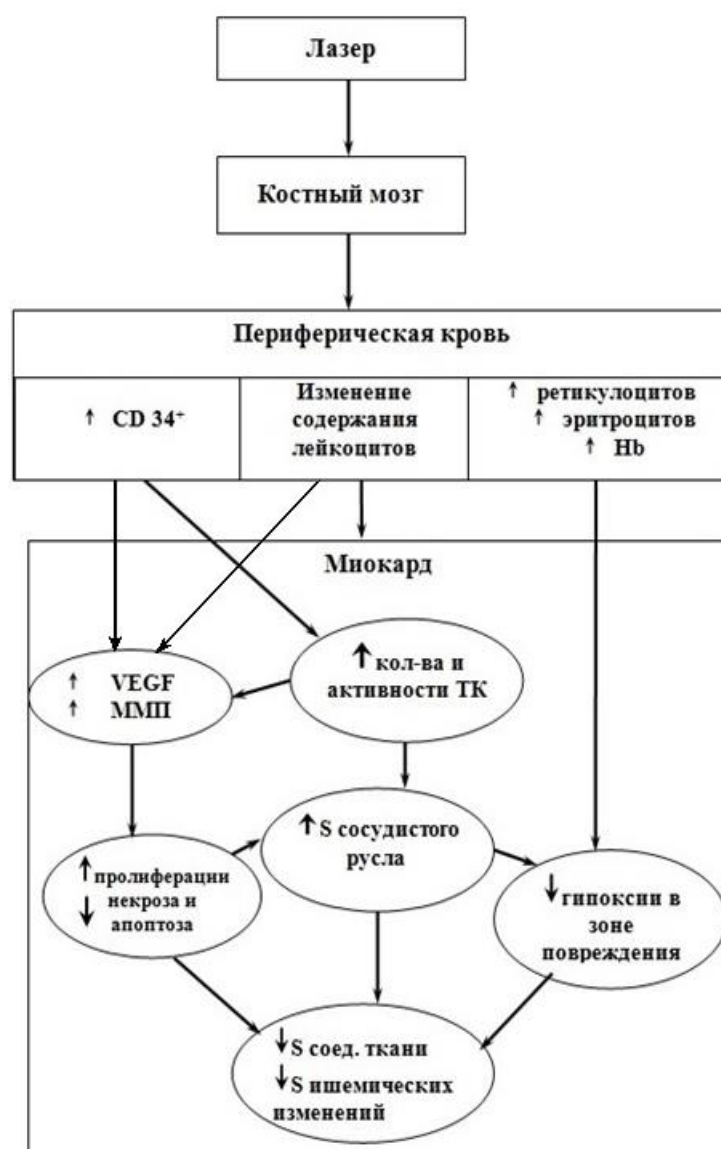 Лазер
Костный мозг
Периферическая кровь
↑ CD 34⁺
Изменение
содержания
лейкоцитов
↑ ретикулоцитов
↑ эритроцитов
↑ Hb
Миокард
↑ VEGF
↑ ММП
↑ кол-ва и
активности ТК
↑ S сосудистого
русла
↑ пролиферации
↓ некроза и
апоптоза
↓ гипоксии в
зоне
повреждения
↓ S соед. ткани
↓ S ишемических
изменений